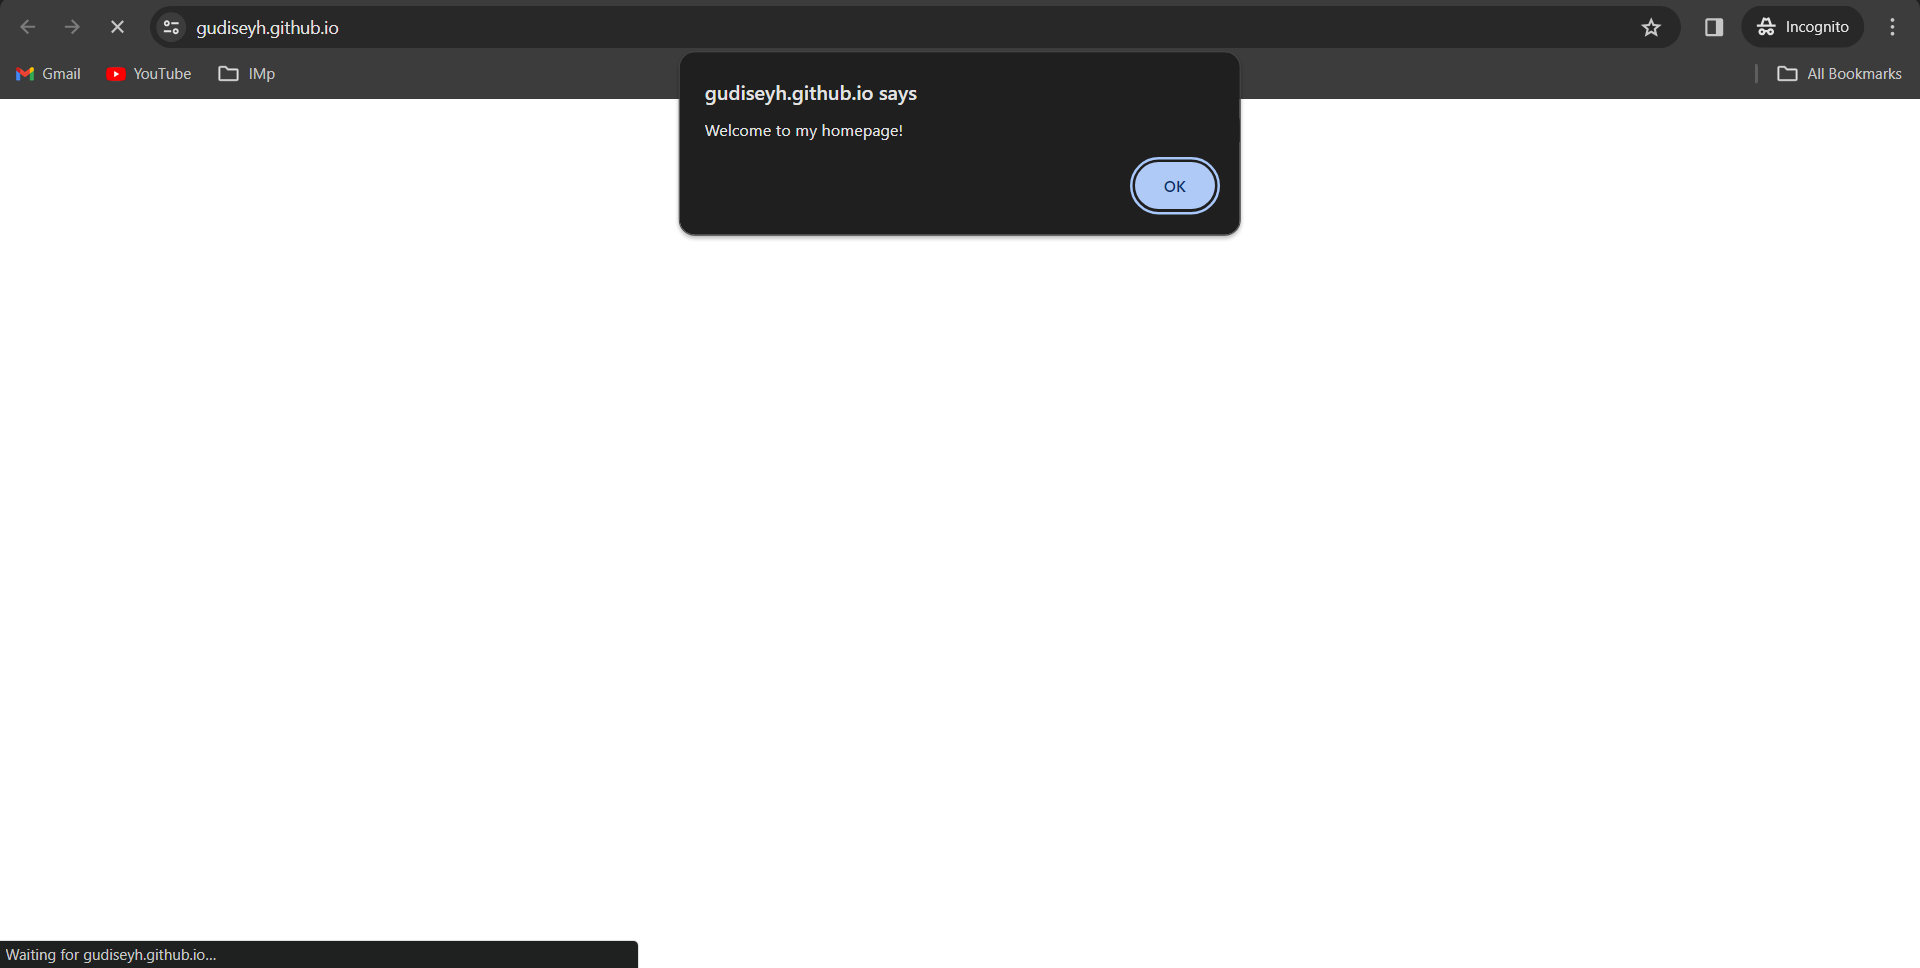 gudiseyh.github.io
Incognito
Gmail
YouTube
IMp
All Bookmarks
gudiseyh.github.io says
Welcome to my homepage!
OK
Waiting for gudiseyh.github.io...